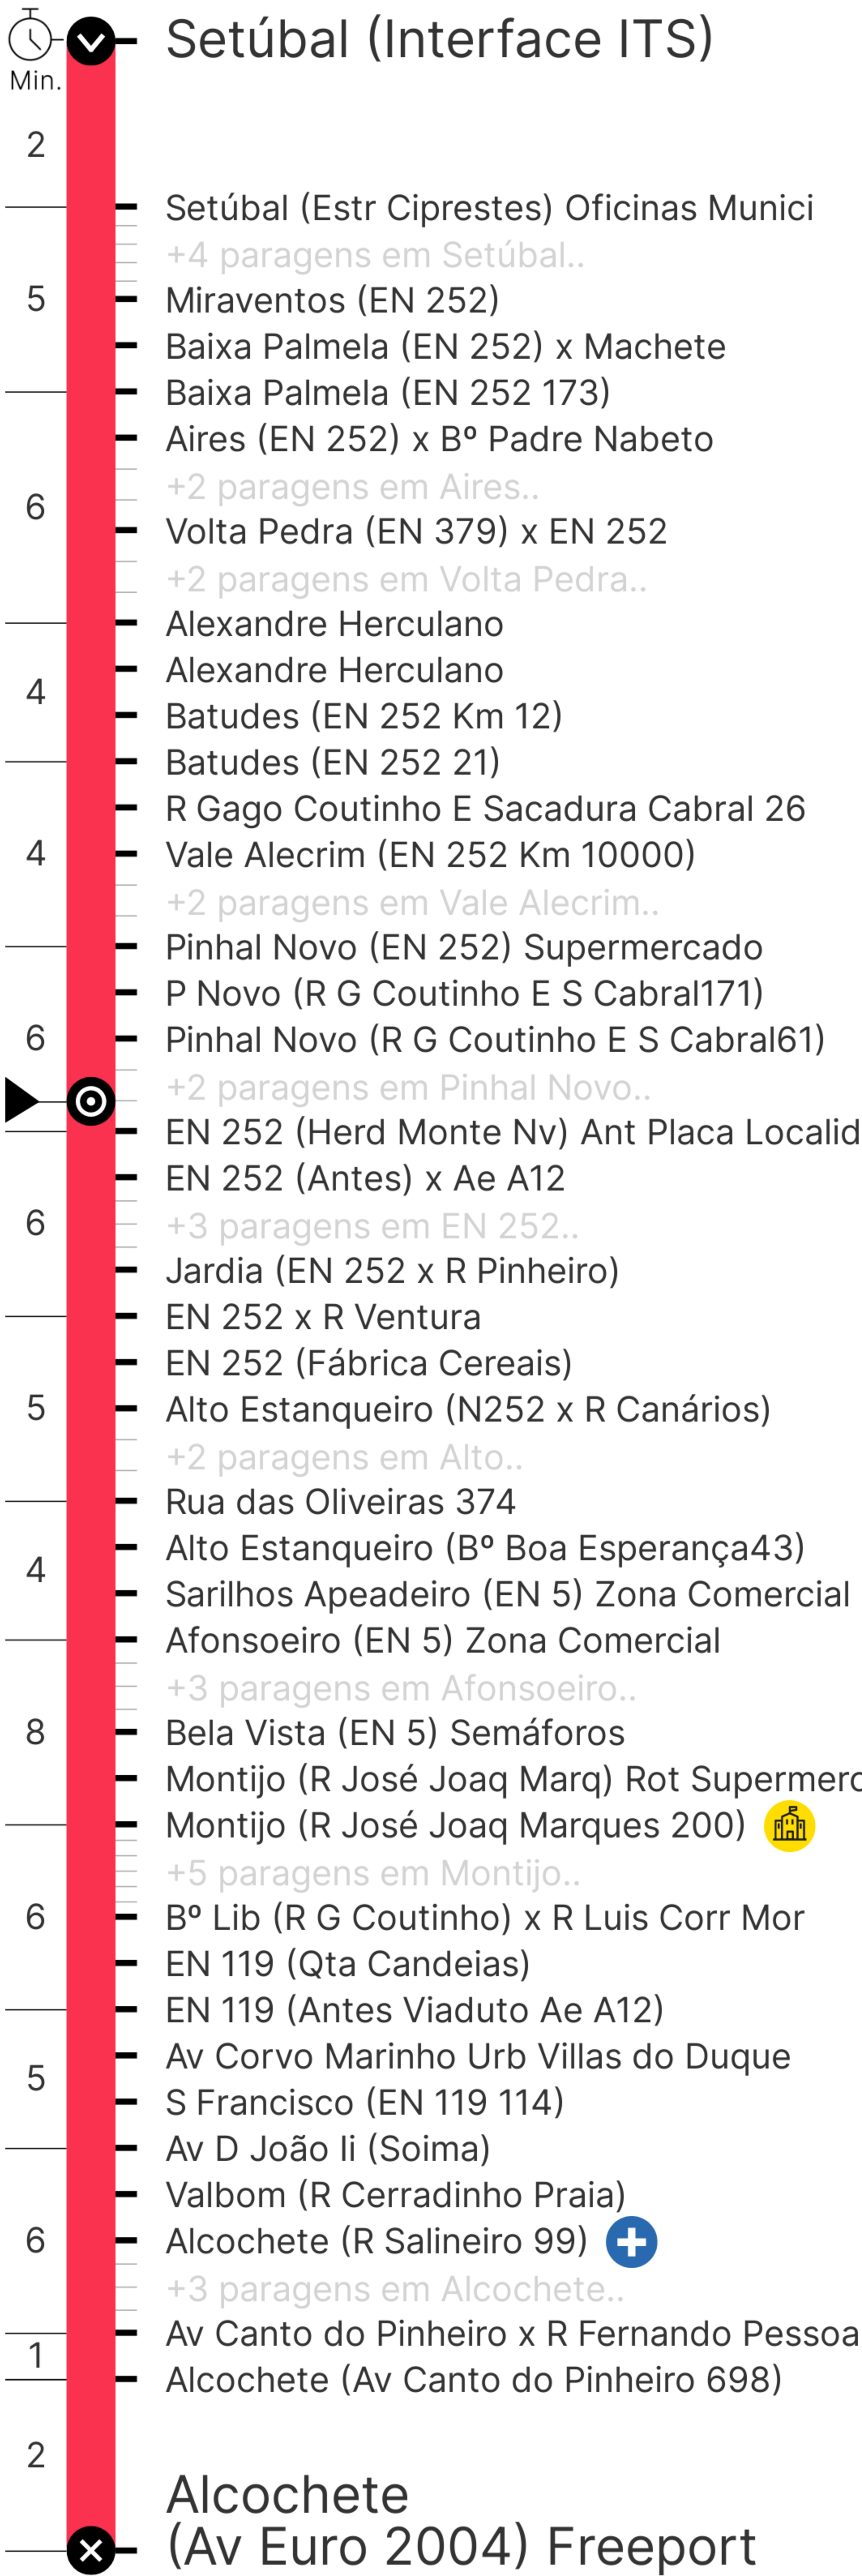 Setúbal (Interface ITS)
Min.
2
Setúbal (Estr Ciprestes) Oficinas Munici
+4 paragens em Setúbal..
5
Miraventos (EN 252)
Baixa Palmela (EN 252) x Machete
Baixa Palmela (EN 252 173)
Aires (EN 252) x Bº Padre Nabeto
+2 paragens em Aires..
6
Volta Pedra (EN 379) x EN 252
+2 paragens em Volta Pedra..
Alexandre Herculano
Alexandre Herculano
4
Batudes (EN 252 Km 12)
Batudes (EN 252 21)
R Gago Coutinho E Sacadura Cabral 26
4
Vale Alecrim (EN 252 Km 10000)
+2 paragens em Vale Alecrim..
Pinhal Novo (EN 252) Supermercado
P Novo (R G Coutinho E S Cabral171)
6
Pinhal Novo (R G Coutinho E S Cabral61)
+2 paragens em Pinhal Novo..
EN 252 (Herd Monte Nv) Ant Placa Localid
EN 252 (Antes) x Ae A12
6
+3 paragens em EN 252..
Jardia (EN 252 x R Pinheiro)
EN 252 x R Ventura
EN 252 (Fábrica Cereais)
5
Alto Estanqueiro (N252 x R Canários)
+2 paragens em Alto..
Rua das Oliveiras 374
Alto Estanqueiro (Bº Boa Esperança43)
4
Sarilhos Apeadeiro (EN 5) Zona Comercial
Afonsoeiro (EN 5) Zona Comercial
+3 paragens em Afonsoeiro..
8
Bela Vista (EN 5) Semáforos
Montijo (R José Joaq Marq) Rot Supermerc
Montijo (R José Joaq Marques 200)
+5 paragens em Montijo..
6
Bº Lib (R G Coutinho) x R Luis Corr Mor
EN 119 (Qta Candeias)
EN 119 (Antes Viaduto Ae A12)
Av Corvo Marinho Urb Villas do Duque
5
S Francisco (EN 119 114)
Av D João Ii (Soima)
Valbom (R Cerradinho Praia)
6
Alcochete (R Salineiro 99)
+3 paragens em Alcochete..
Av Canto do Pinheiro x R Fernando Pessoa
1
Alcochete (Av Canto do Pinheiro 698)
2
Alcochete
(Av Euro 2004) Freeport